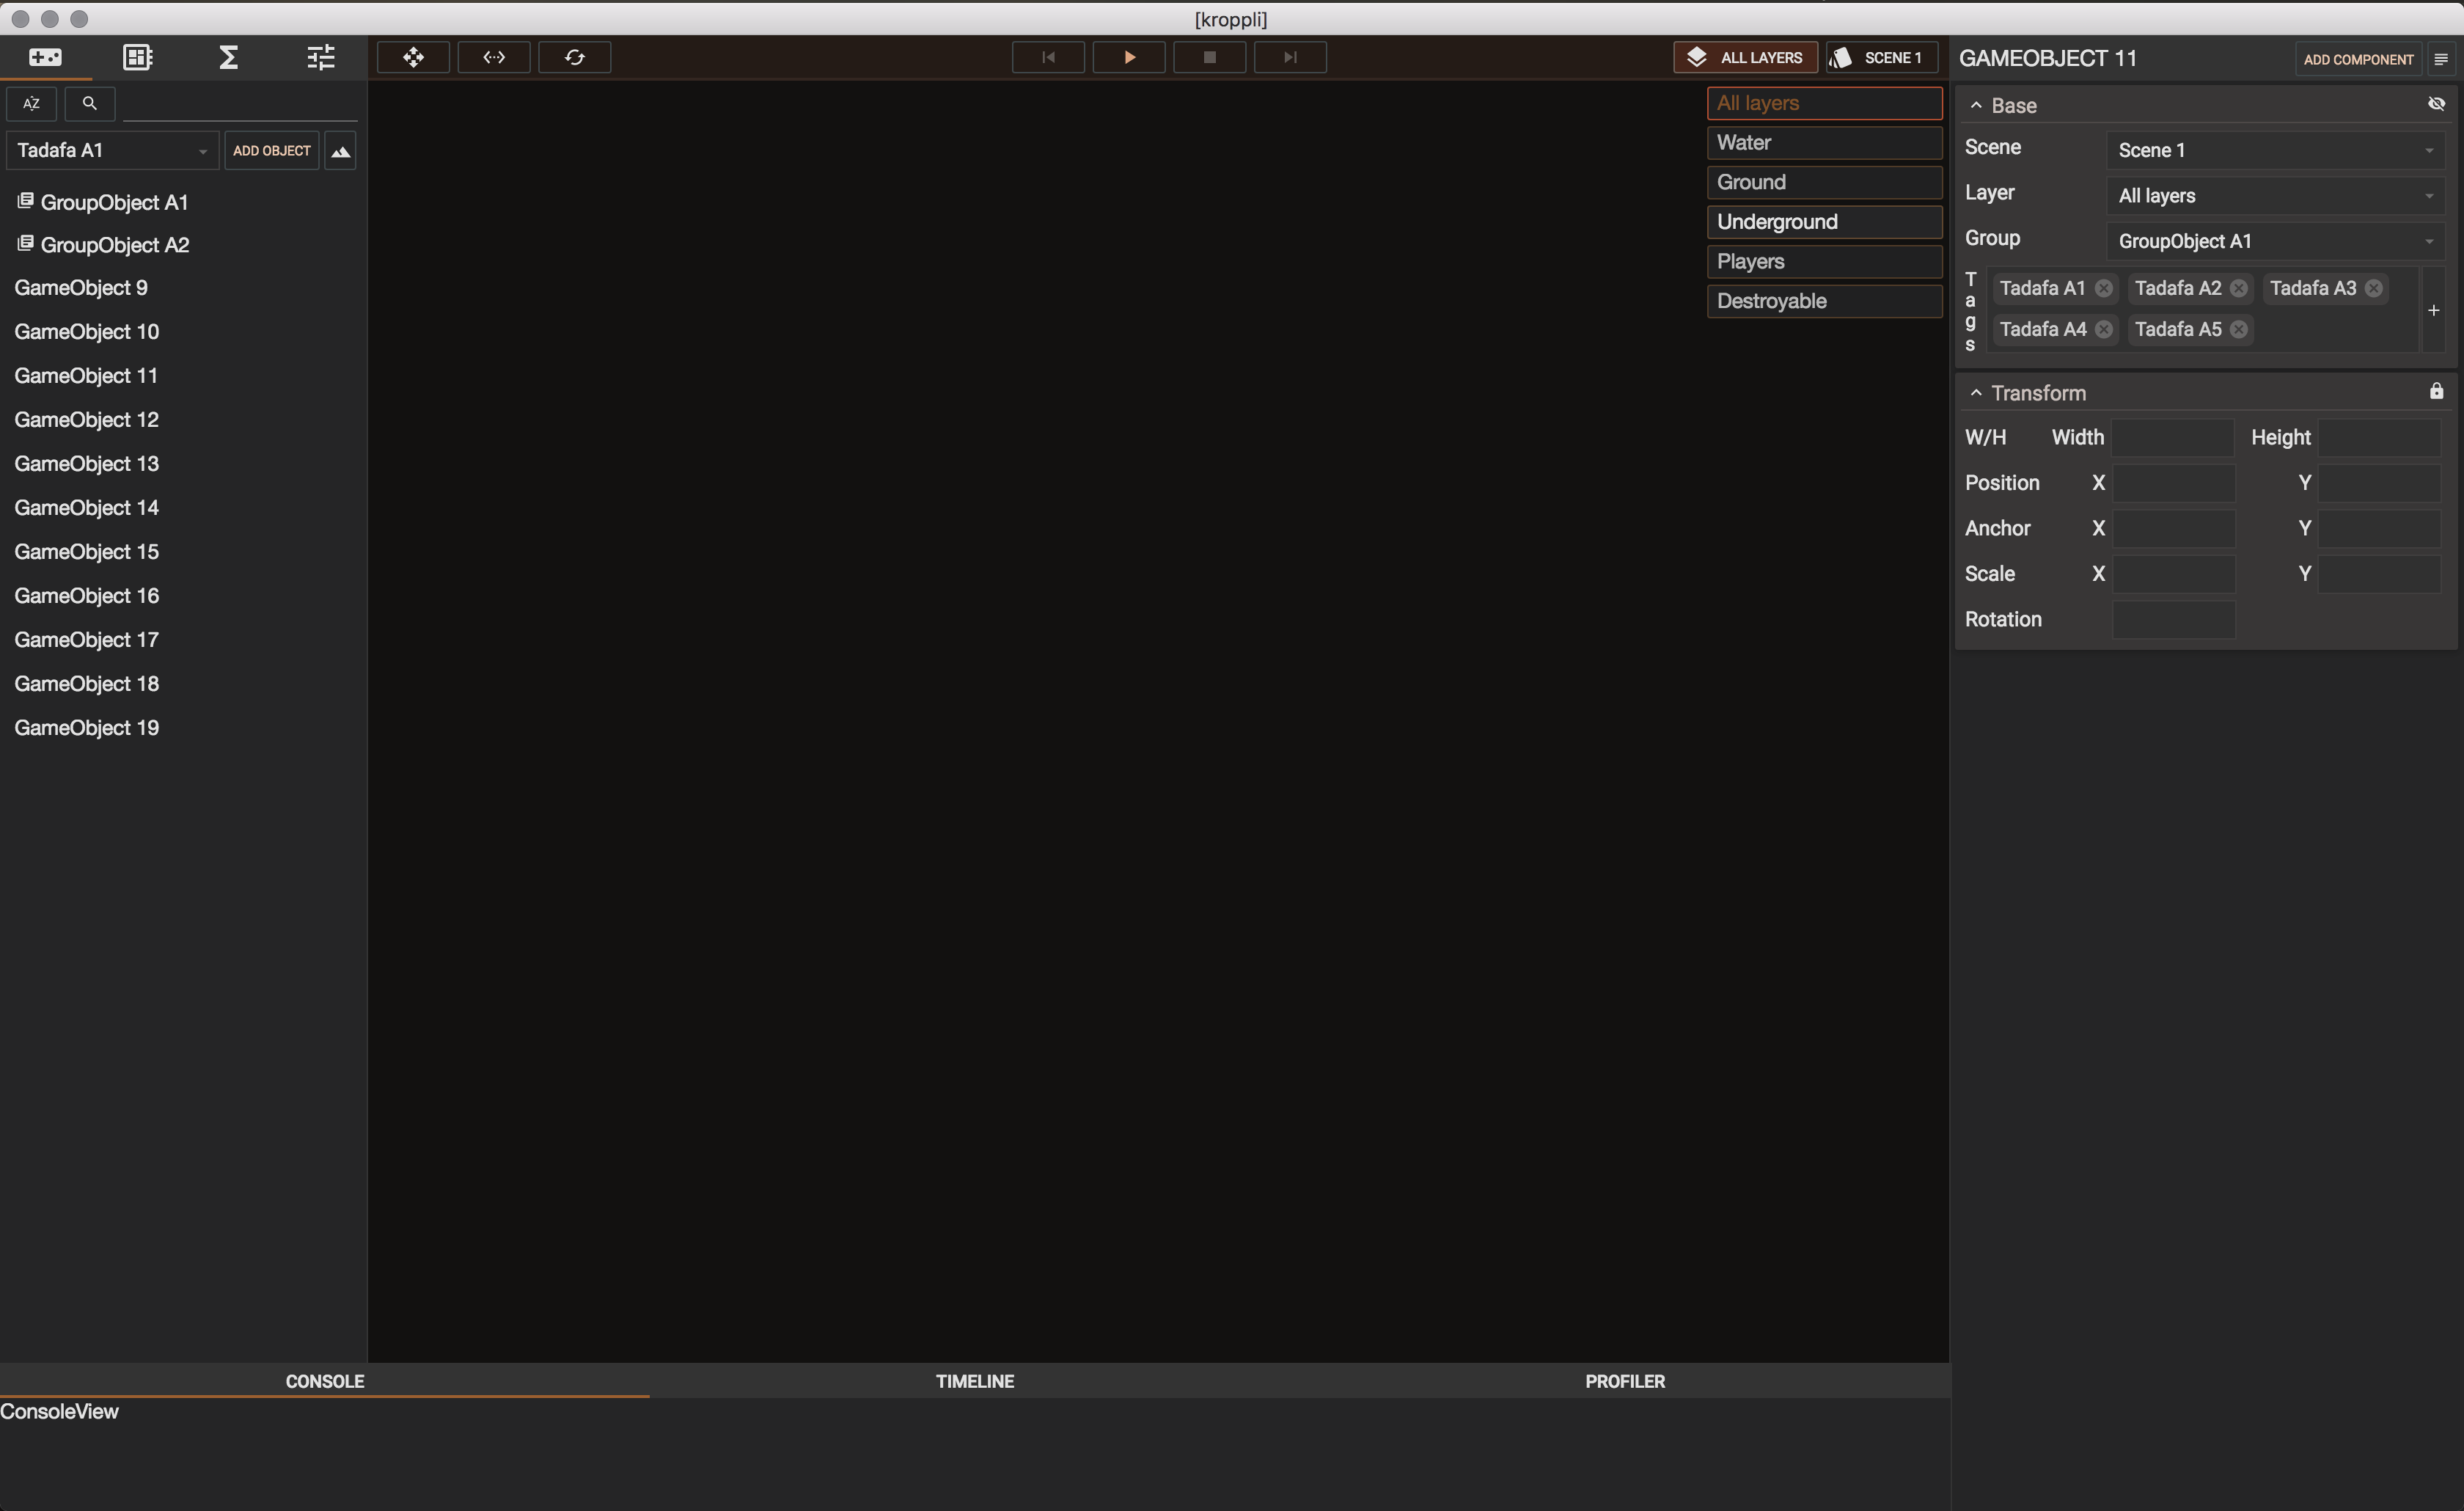 [kroppli]
ALL LAYERS
SCENE 1
GAMEOBJECT 11
ADD COMPONENT
AZ
Tadafa A1
ADD OBJECT
GroupObject A1
GroupObject A2
GameObject 9
GameObject 10
GameObject 11
GameObject 12
GameObject 13
GameObject 14
GameObject 15
GameObject 16
GameObject 17
GameObject 18
GameObject 19
All layers
Water
Ground
Underground
Players
Destroyable
Base
Scene Scene 1
Layer All layers
Group GroupObject A1
Tags
Tadafa A1 Tadafa A2 Tadafa A3
Tadafa A4 Tadafa A5
+
Transform
W/H Width Height
Position X Y
Anchor X Y
Scale X Y
Rotation
CONSOLE TIMELINE PROFILER
ConsoleView